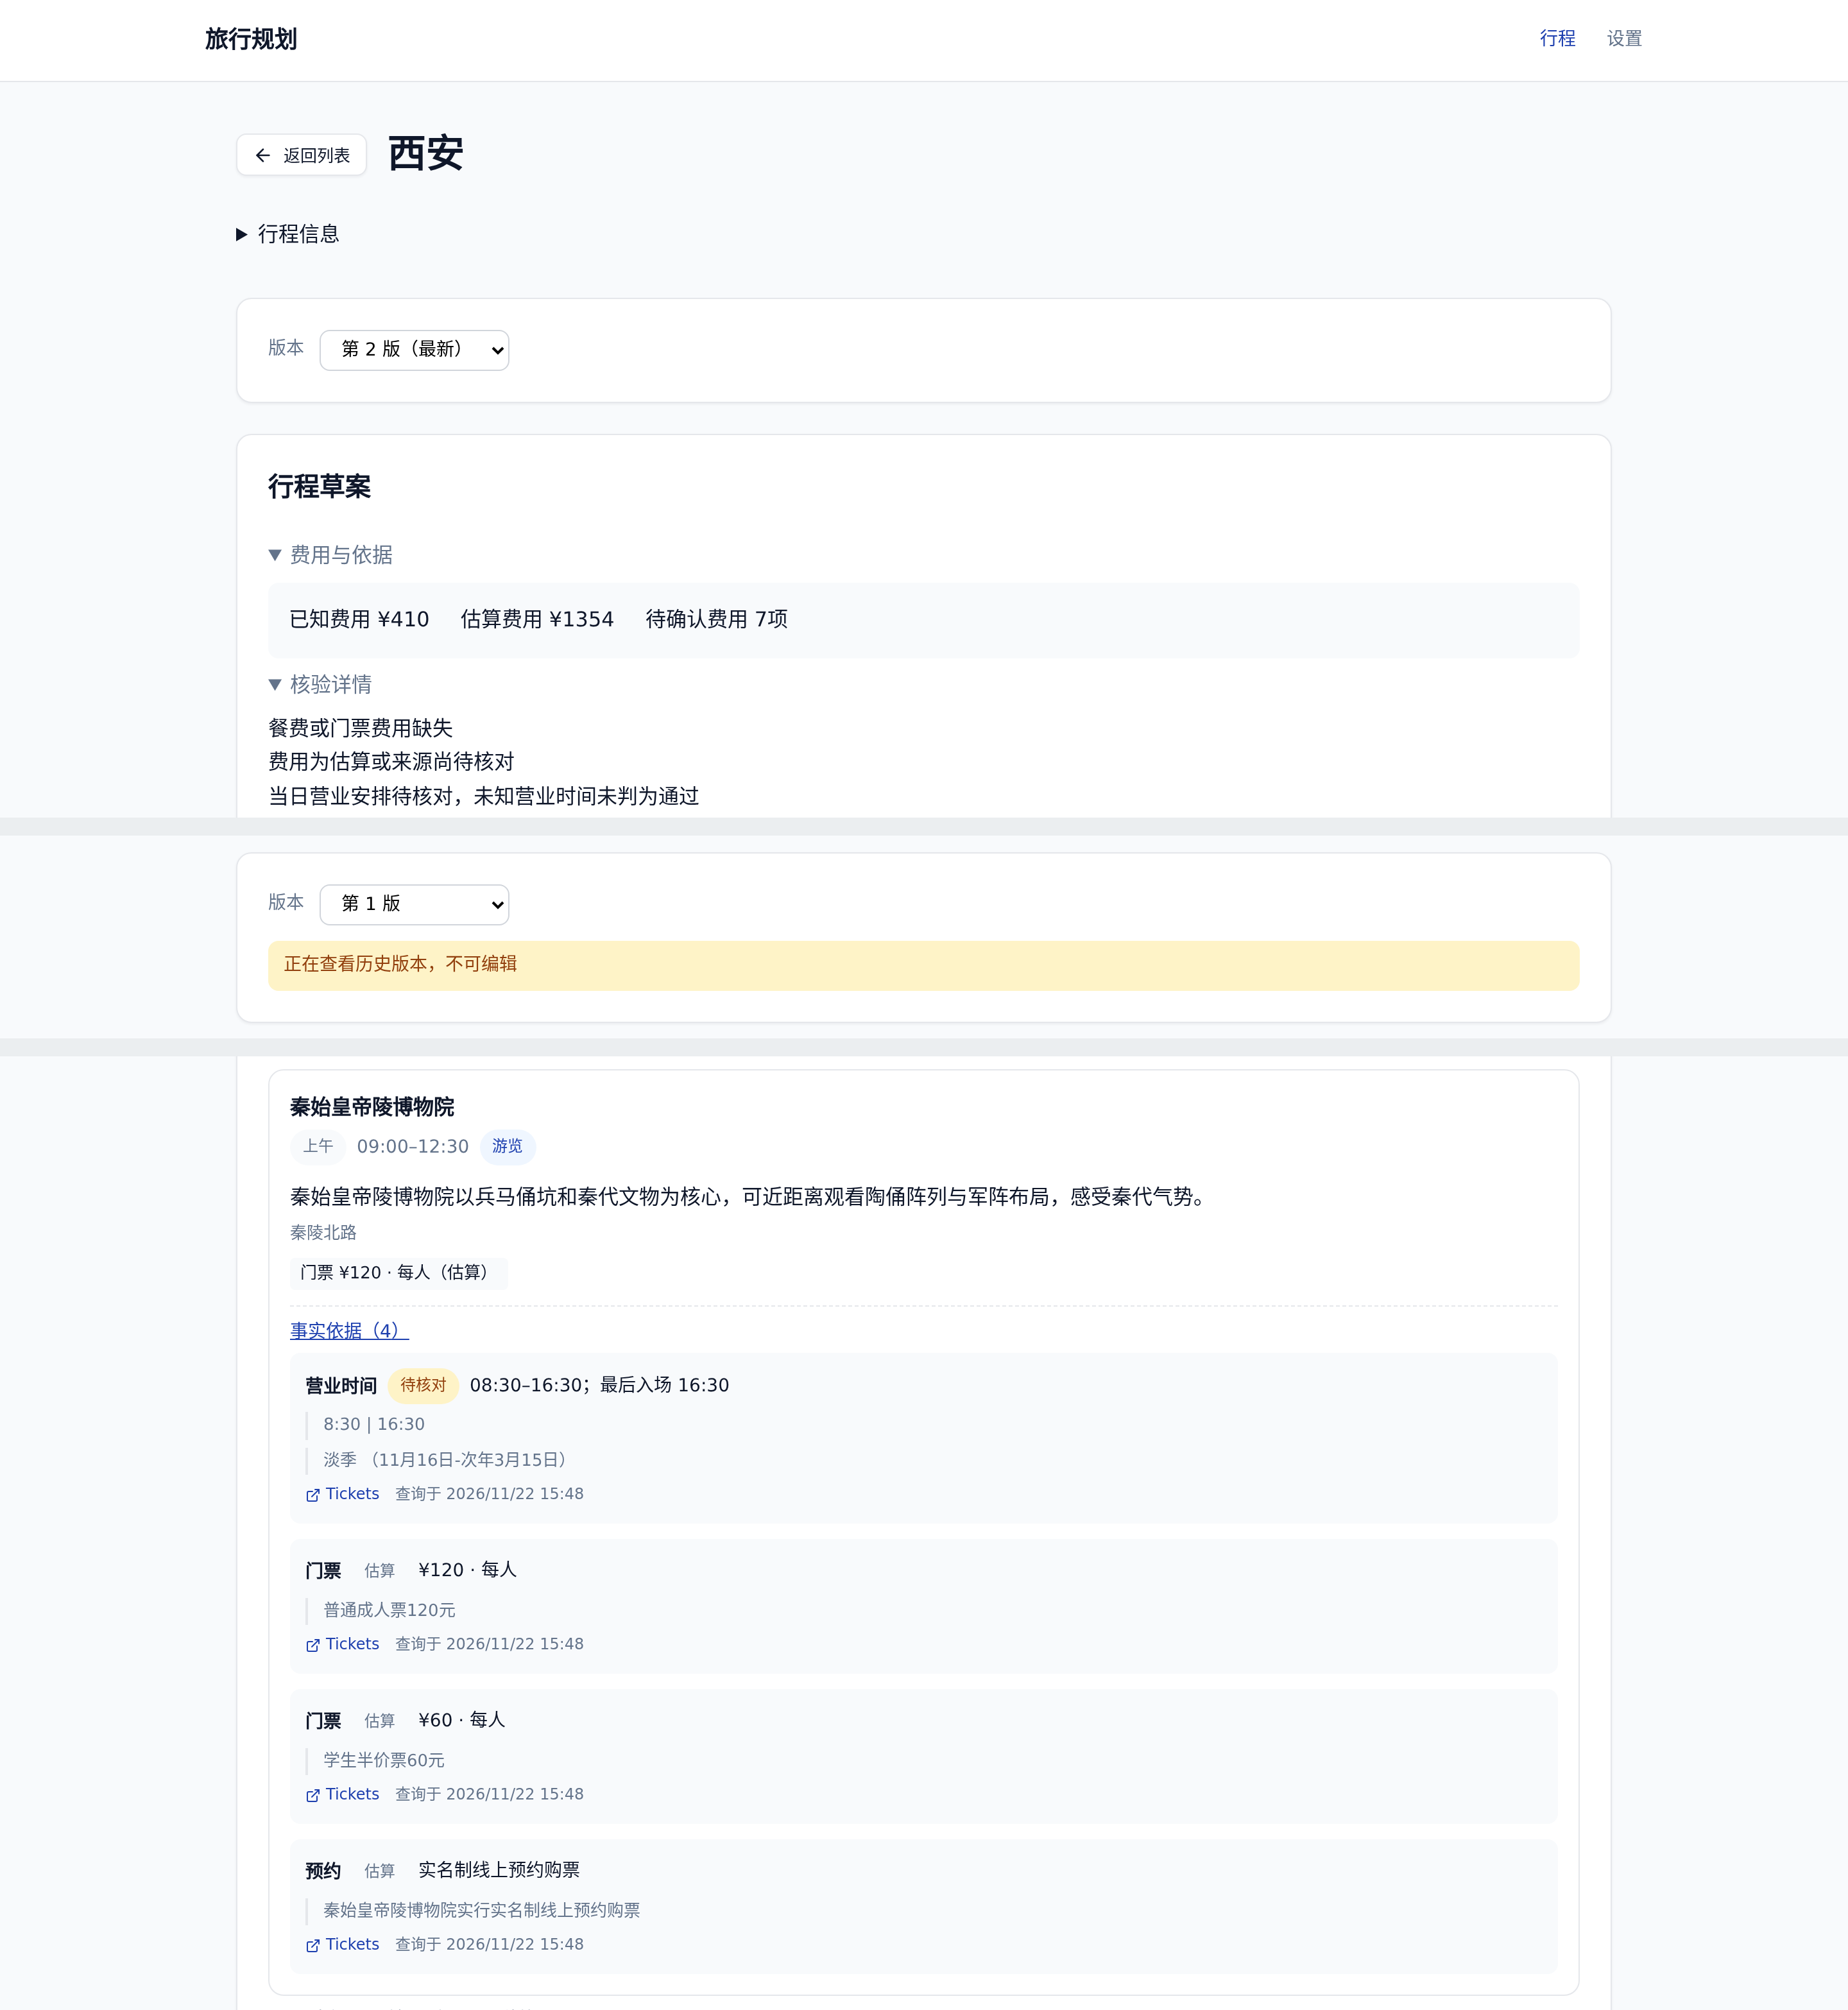 旅行规划
行程 设置
返回列表 西安
行程信息
版本 第 2 版（最新）
行程草案
费用与依据
已知费用 ¥410 估算费用 ¥1354 待确认费用 7项
核验详情
餐费或门票费用缺失
费用为估算或来源尚待核对
当日营业安排待核对，未知营业时间未判为通过
版本 第 1 版
正在查看历史版本，不可编辑
秦始皇帝陵博物院
上午 09:00–12:30 游览
秦始皇帝陵博物院以兵马俑坑和秦代文物为核心，可近距离观看陶俑阵列与军阵布局，感受秦代气势。
秦陵北路
门票 ¥120 · 每人（估算）
事实依据（4）
营业时间 待核对 08:30–16:30；最后入场 16:30
8:30 | 16:30
淡季 （11月16日-次年3月15日）
Tickets 查询于 2026/11/22 15:48
门票 估算 ¥120 · 每人
普通成人票120元
Tickets 查询于 2026/11/22 15:48
门票 估算 ¥60 · 每人
学生半价票60元
Tickets 查询于 2026/11/22 15:48
预约 估算 实名制线上预约购票
秦始皇帝陵博物院实行实名制线上预约购票
Tickets 查询于 2026/11/22 15:48